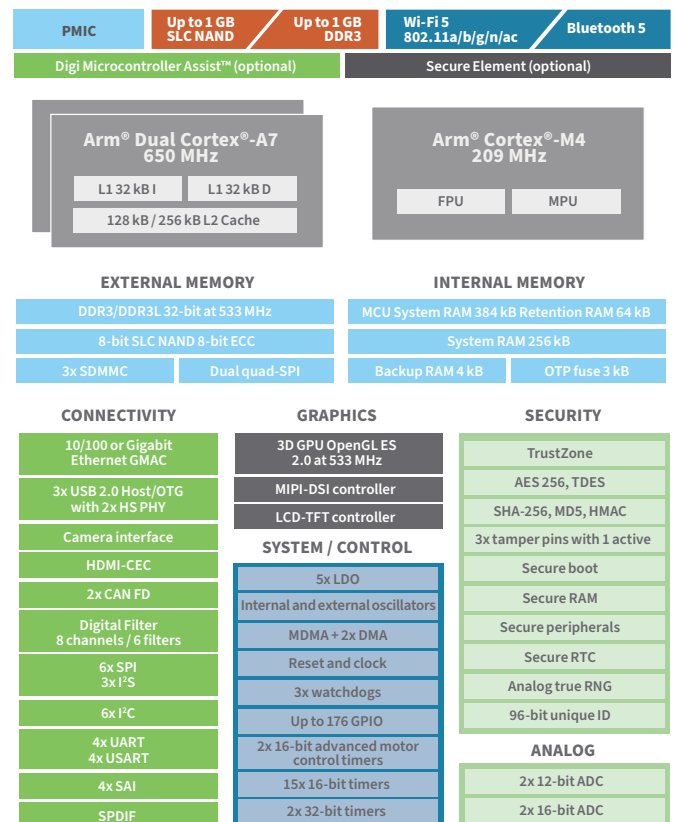 PMIC
Up to 1 GB
SLC NAND
Up to 1 GB
DDR3
Wi-Fi 5
802.11a/b/g/n/ac
Bluetooth 5
Digi Microcontroller Assist™ (optional)
Secure Element (optional)
Arm® Dual Cortex®-A7
650 MHz
L1 32 kB I
L1 32 kB D
128 kB / 256 kB L2 Cache
Arm® Cortex®-M4
209 MHz
FPU
MPU
EXTERNAL MEMORY
DDR3/DDR3L 32-bit at 533 MHz
8-bit SLC NAND 8-bit ECC
3x SDMMC
Dual quad-SPI
INTERNAL MEMORY
MCU System RAM 384 kB Retention RAM 64 kB
System RAM 256 kB
Backup RAM 4 kB
OTP fuse 3 kB
CONNECTIVITY
10/100 or Gigabit
Ethernet GMAC
3x USB 2.0 Host/OTG
with 2x HS PHY
Camera interface
HDMI-CEC
2x CAN FD
Digital Filter
8 channels / 6 filters
6x SPI
3x I²S
6x I²C
4x UART
4x USART
4x SAI
SPDIF
GRAPHICS
3D GPU OpenGL ES
2.0 at 533 MHz
MIPI-DSI controller
LCD-TFT controller
SYSTEM / CONTROL
5x LDO
Internal and external oscillators
MDMA + 2x DMA
Reset and clock
3x watchdogs
Up to 176 GPIO
2x 16-bit advanced motor
control timers
15x 16-bit timers
2x 32-bit timers
SECURITY
TrustZone
AES 256, TDES
SHA-256, MD5, HMAC
3x tamper pins with 1 active
Secure boot
Secure RAM
Secure peripherals
Secure RTC
Analog true RNG
96-bit unique ID
ANALOG
2x 12-bit ADC
2x 16-bit ADC